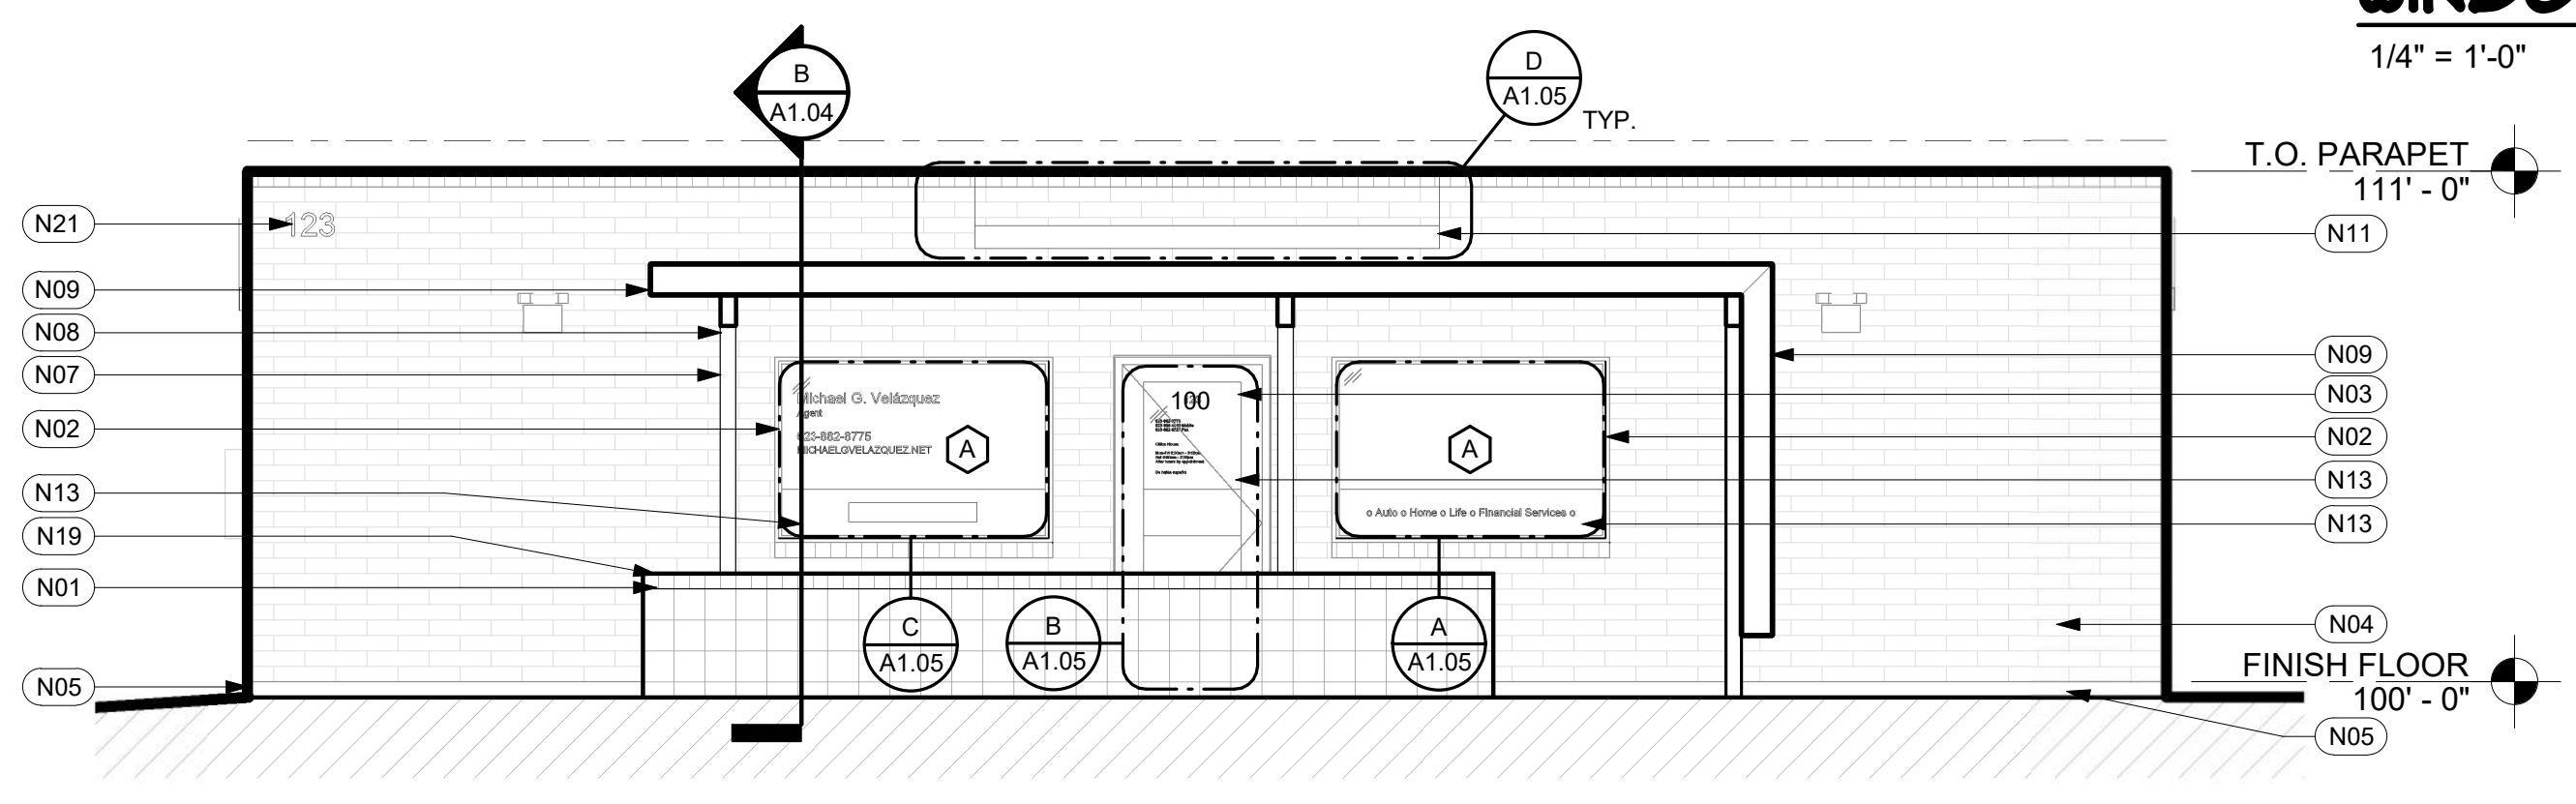 1/4" = 1'-0"
B
A1.04
D
A1.05
TYP.
T.O. PARAPET
111' - 0"
N21
123
N11
N09
N08
N07
N02
N13
N19
N01
N05
Michael G. Velázquez
Agent
623-882-8775
MICHAELGVELAZQUEZ.NET
A
100
A
o Auto o Home o Life o Financial Services o
N09
N03
N02
N13
N13
N04
C
A1.05
B
A1.05
A
A1.05
FINISH FLOOR
100' - 0"
N05